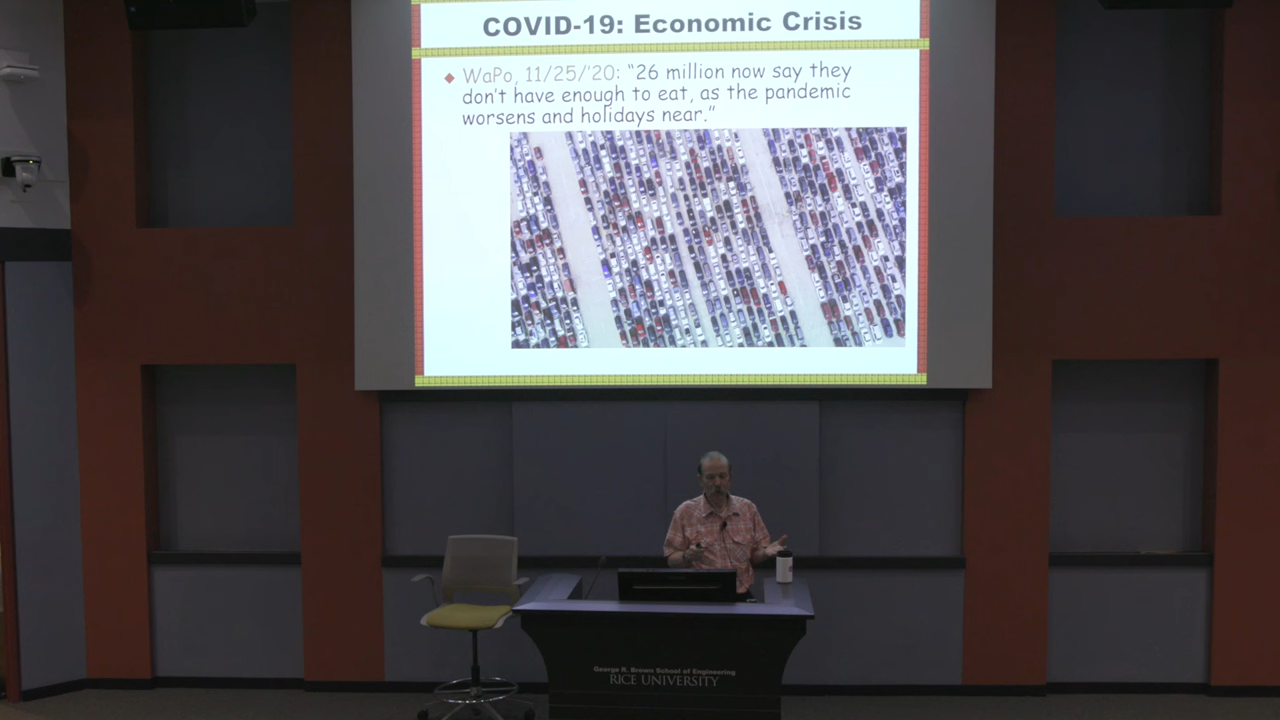 COVID-19: Economic Crisis
WaPo, 11/25/'20: “26 million now say they
don't have enough to eat, as the pandemic
worsens and holidays near.”
George R. Brown School of Engineering
RICE UNIVERSITY